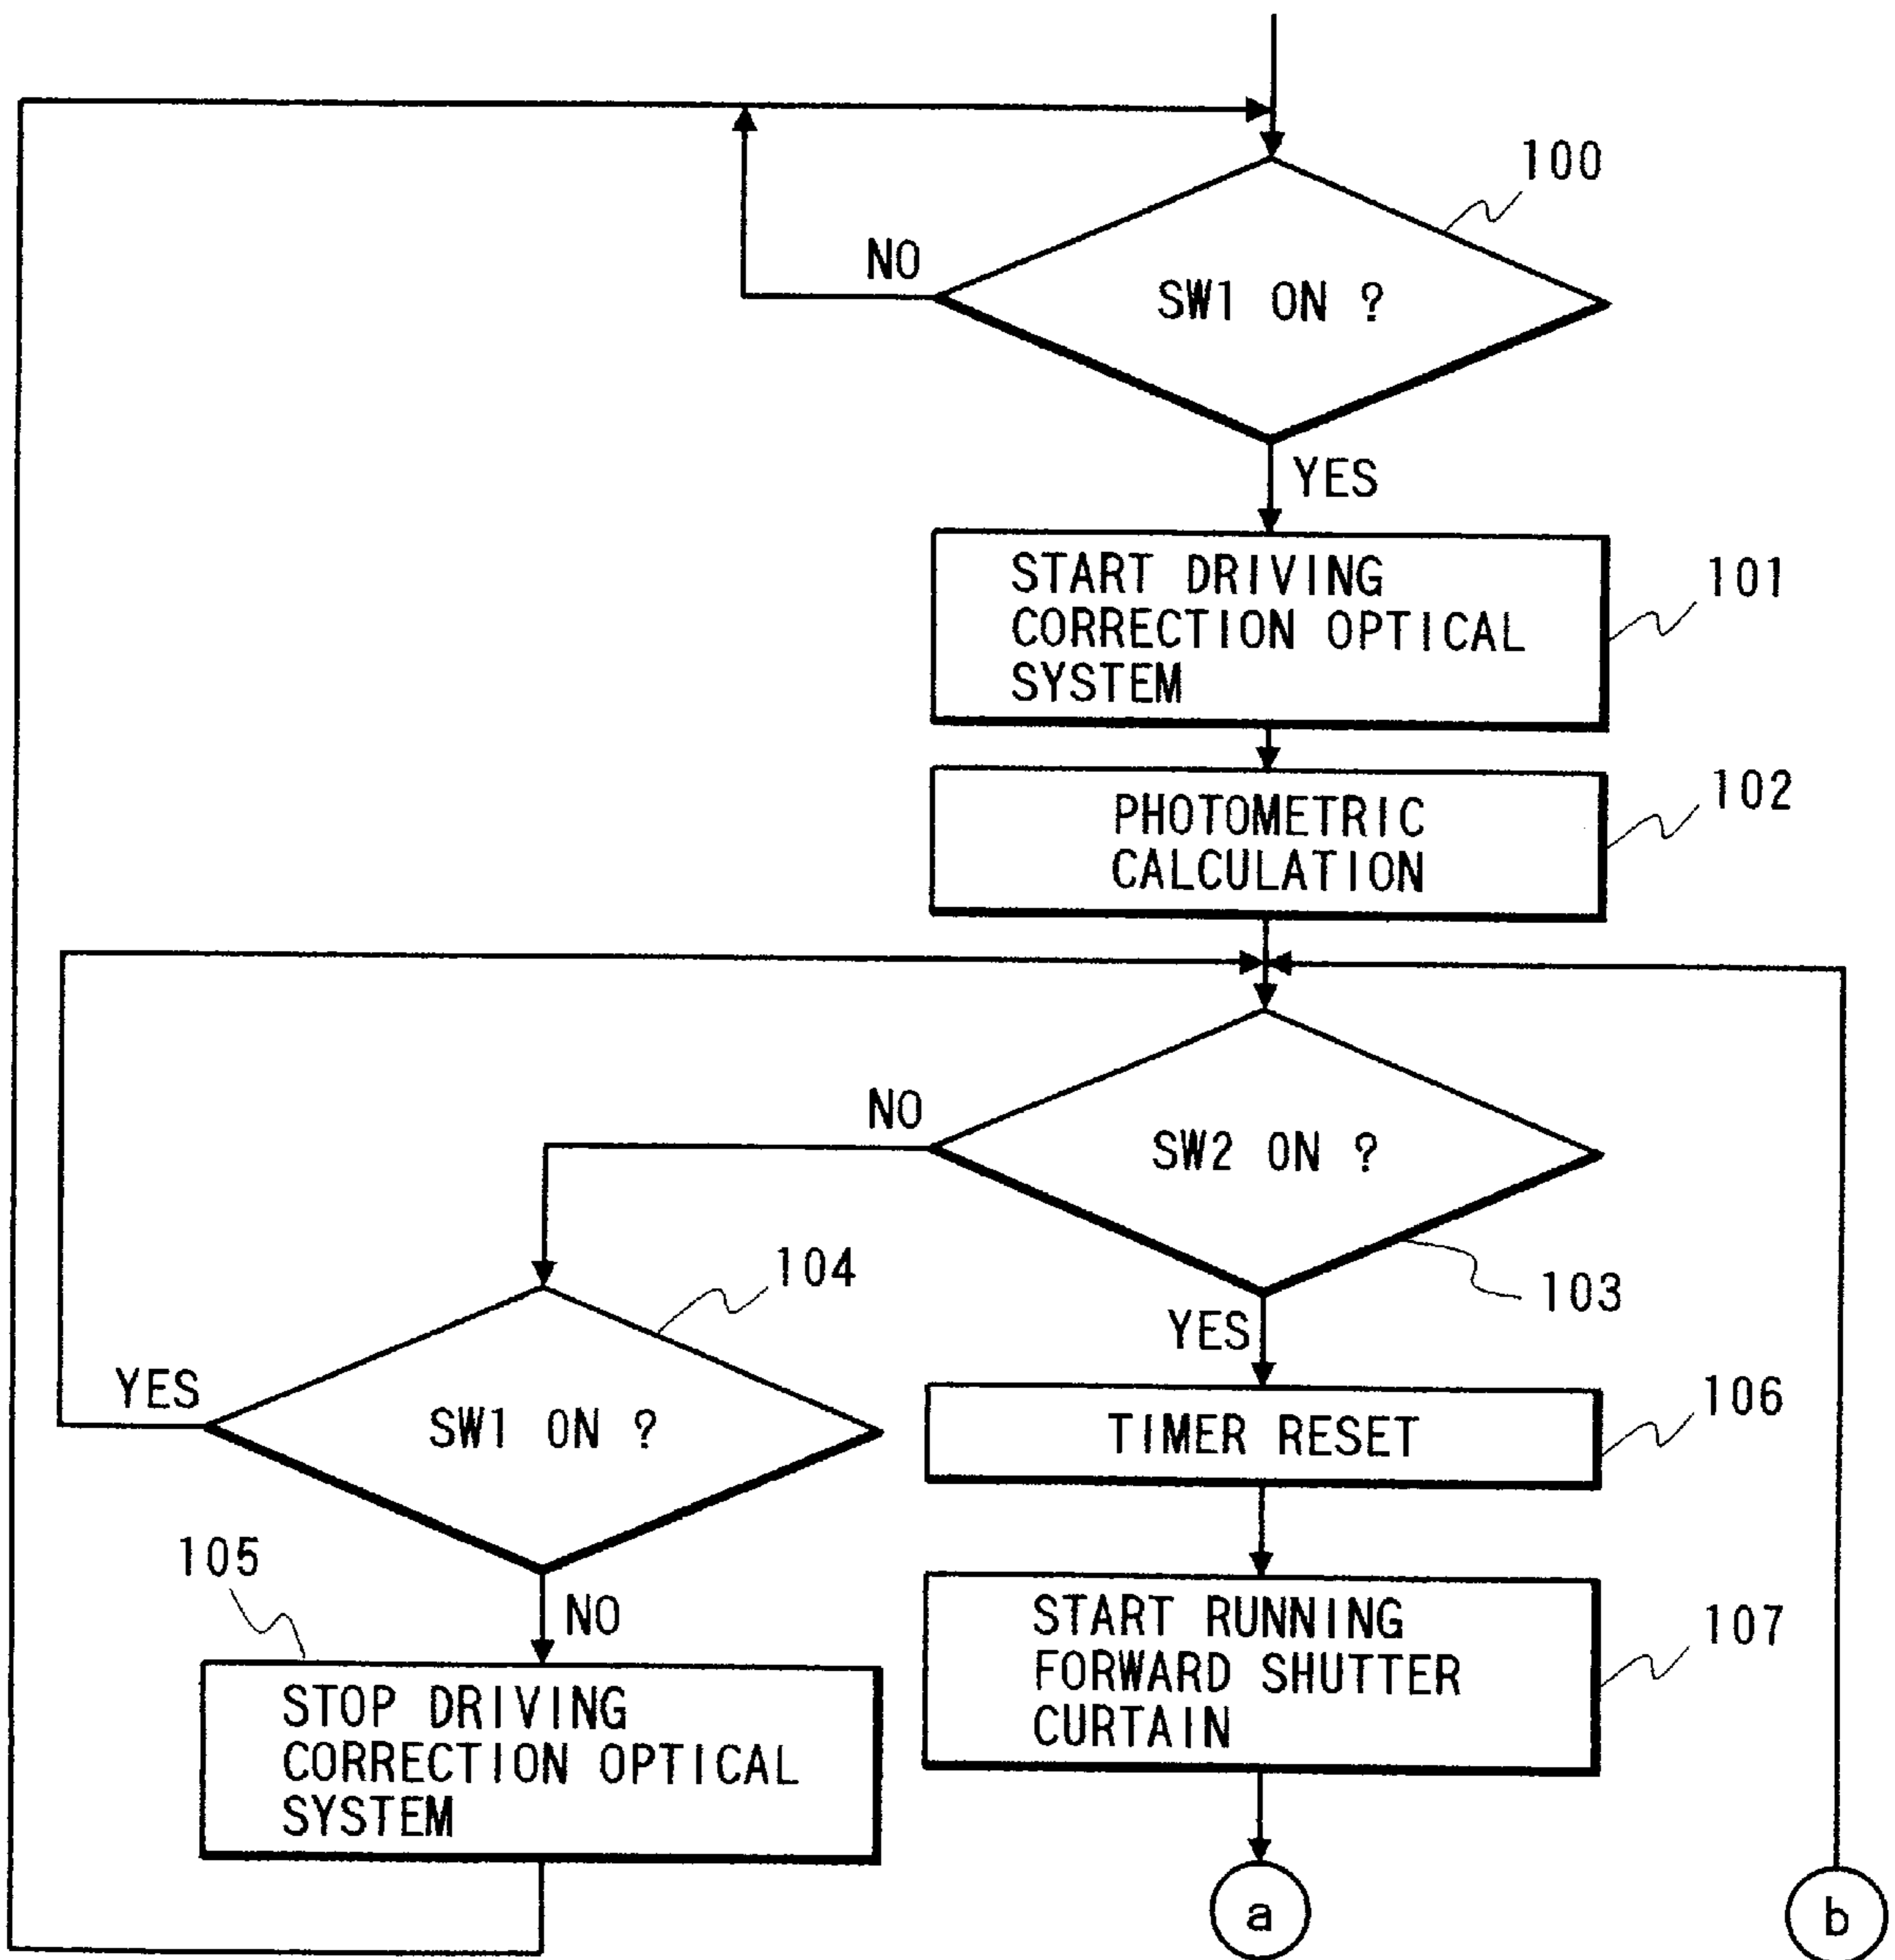 100
NO
SW1 ON ?
YES
START DRIVING
CORRECTION OPTICAL
SYSTEM
101
PHOTOMETRIC
CALCULATION
102
NO
SW2 ON ?
103
104
YES
YES
SW1 ON ?
TIMER RESET
106
105
NO
START RUNNING
FORWARD SHUTTER
CURTAIN
107
STOP DRIVING
CORRECTION OPTICAL
SYSTEM
a
b